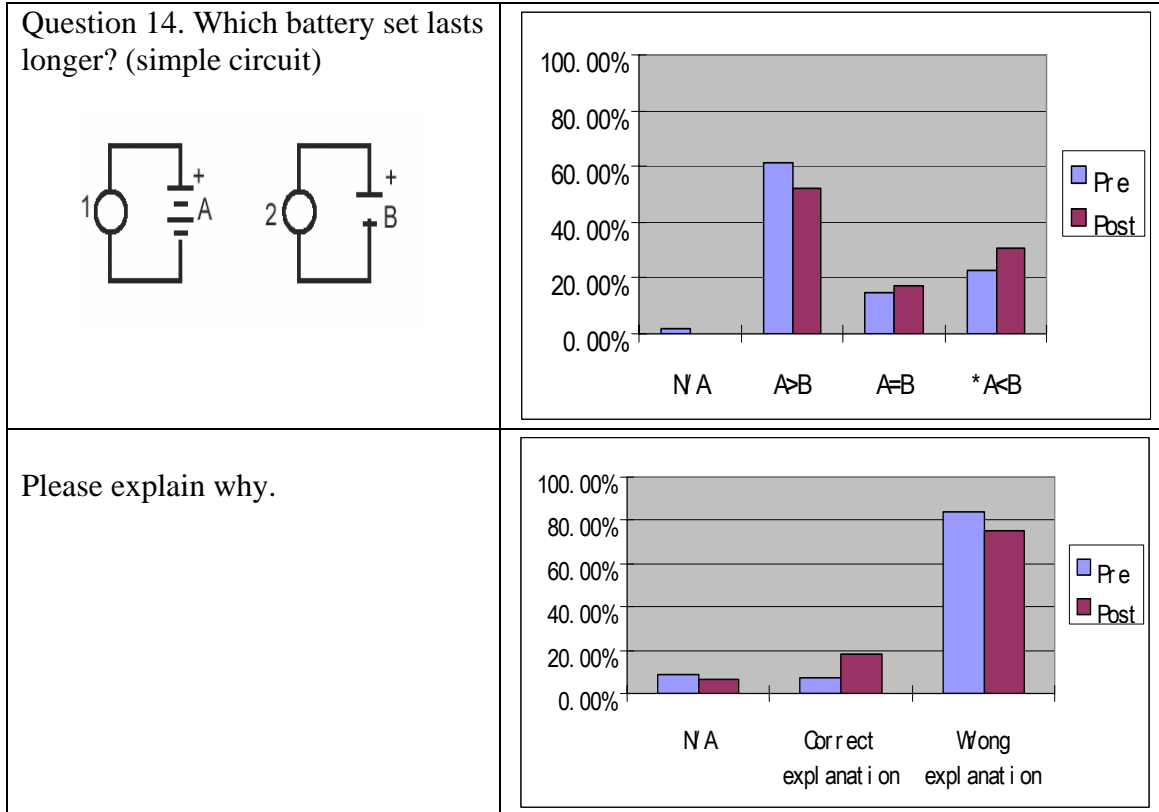 Question 14. Which battery set lasts
longer? (simple circuit)
1
+
A
2
+
B
100. 00%
80. 00%
60. 00%
40. 00%
20. 00%
0. 00%
N/ A
A>B
A=B
* A<B
Pre
Post
Please explain why.
100. 00%
80. 00%
60. 00%
40. 00%
20. 00%
0. 00%
N/ A
Correct
explanation
Wrong
explanation
Pre
Post